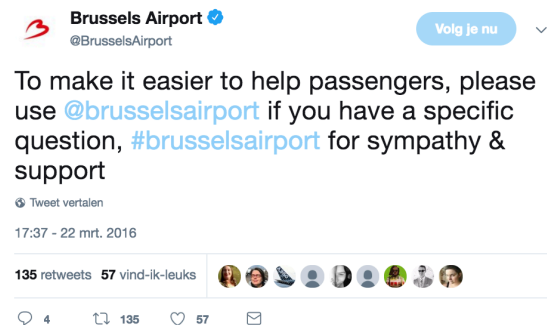 Brussels Airport
@BrusselsAirport
Volg je nu
To make it easier to help passengers, please
use @brusselsairport if you have a specific
question, #brusselsairport for sympathy &
support
Tweet vertalen
17:37 - 22 mrt. 2016
135 retweets 57 vind-ik-leuks
4 135 57